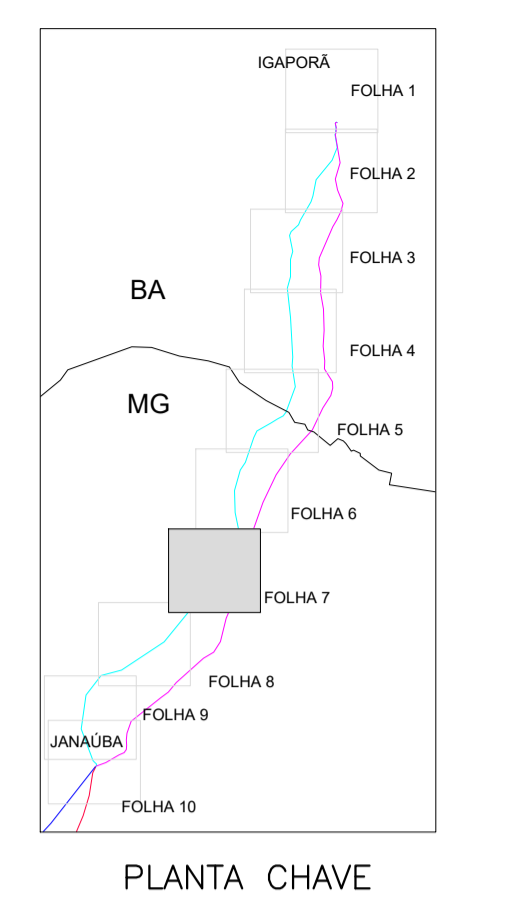 IGAPORÃ
FOLHA 1
FOLHA 2
FOLHA 3
BA
FOLHA 4
MG
FOLHA 5
FOLHA 6
FOLHA 7
FOLHA 8
FOLHA 9
JANAÚBA
FOLHA 10
PLANTA CHAVE